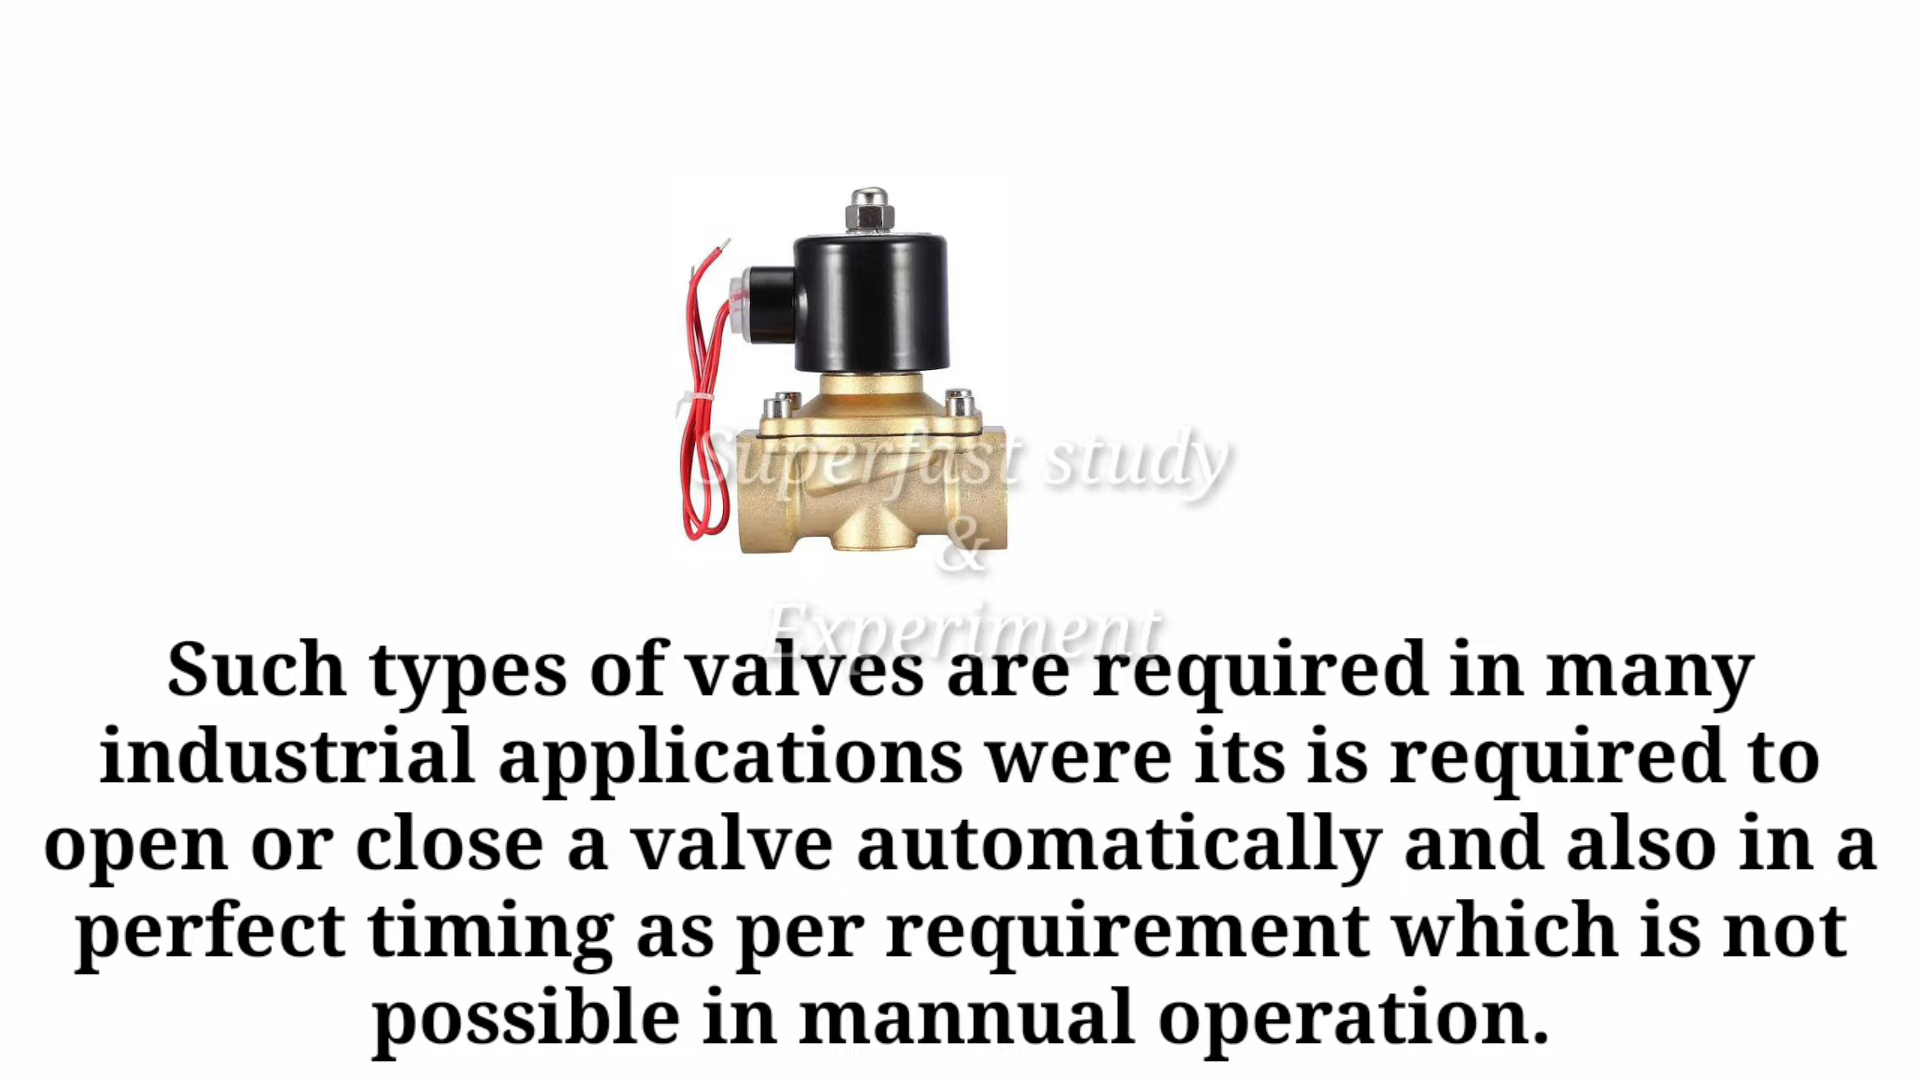 Superfast study
&
Experiment
Such types of valves are required in many
industrial applications were its is required to
open or close a valve automatically and also in a
perfect timing as per requirement which is not
possible in mannual operation.